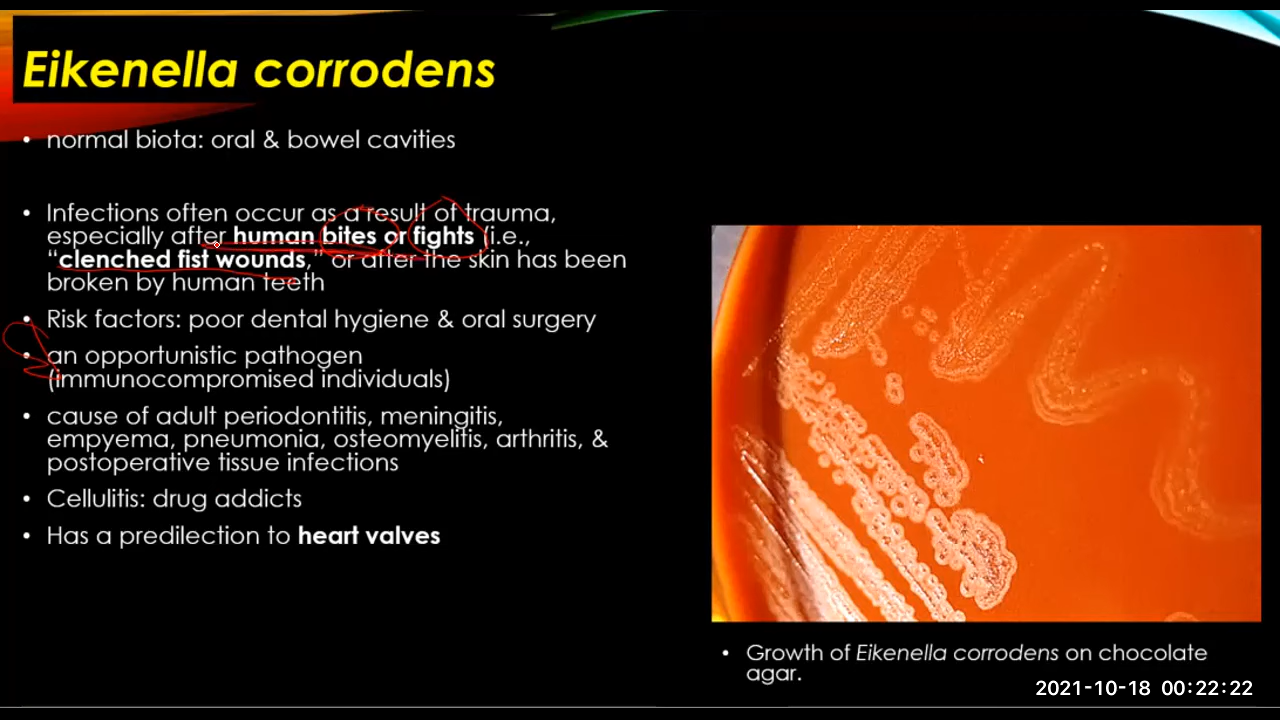 Eikenella corrodens
• normal biota: oral & bowel cavities
• Infections often occur as a result of trauma,
especially after human bites or fights (i.e.,
“clenched fist wounds,” or after the skin has been
broken by human teeth
• Risk factors: poor dental hygiene & oral surgery
• an opportunistic pathogen
(immunocompromised individuals)
• cause of adult periodontitis, meningitis,
empyema, pneumonia, osteomyelitis, arthritis, &
postoperative tissue infections
• Cellulitis: drug addicts
• Has a predilection to heart valves
• Growth of Eikenella corrodens on chocolate
agar.
2021-10-18 00:22:22